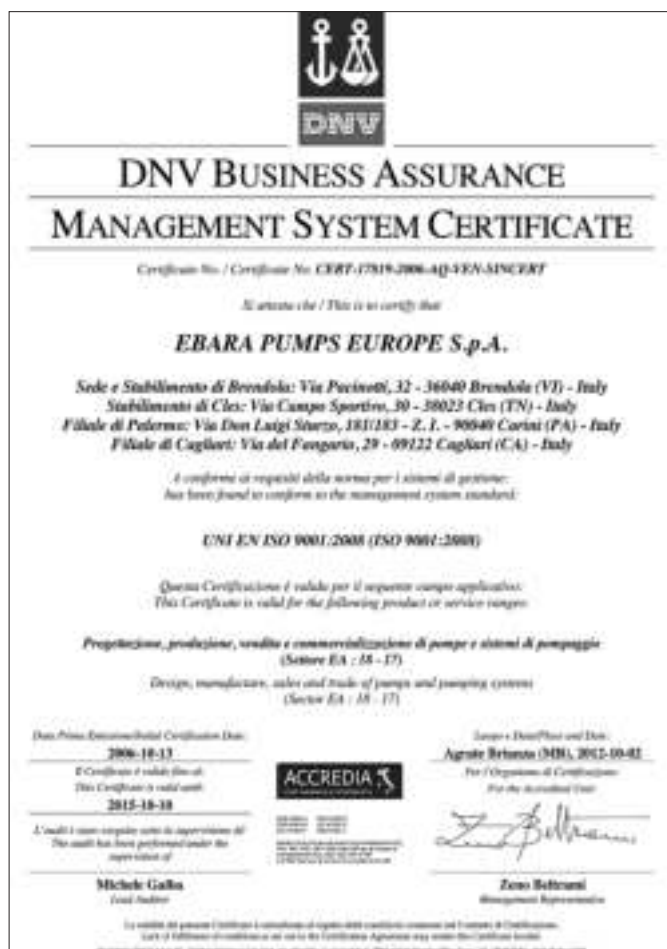 DNV
DNV BUSINESS ASSURANCE
MANAGEMENT SYSTEM CERTIFICATE
Certificato No. / Certificate No. CERT-17819-2006-AQ-VEN-SINCERT
Si attesta che / This is to certify that
EBARA PUMPS EUROPE S.p.A.
Sede e Stabilimento di Brendola: Via Pacinotti, 32 - 36040 Brendola (VI) - Italy
Stabilimento di Cles: Via Campo Sportivo, 30 - 38023 Cles (TN) - Italy
Filiale di Palermo: Via Don Luigi Sturzo, 181/183 - Z. I. - 90040 Carini (PA) - Italy
Filiale di Cagliari: Via del Fangario, 29 - 09122 Cagliari (CA) - Italy
è conforme ai requisiti della norma per i sistemi di gestione:
has been found to conform to the management system standard:
UNI EN ISO 9001:2008 (ISO 9001:2008)
Questa Certificazione è valida per il seguente campo applicativo:
This Certificate is valid for the following product or service ranges:
Progettazione, produzione, vendita e commercializzazione di pompe e sistemi di pompaggio
(Settore EA : 18 - 17)
Design, manufacture, sales and trade of pumps and pumping systems
(Sector EA : 18 - 17)
Data Prima Emissione/Initial Certification Date:
2006-10-13
Il Certificato è valido fino al:
This Certificate is valid until:
2015-10-10
L'audit è stato eseguito sotto la supervisione di/
The audit has been performed under the
supervision of
Michele Galba
Lead Auditor
ACCREDIA
Luogo e Data/Place and Date:
Agrate Brianza (MB), 2012-10-02
Per l'Organismo di Certificazione/
For the Accredited Unit:
Zeno Beltrami
Zeno Beltrami
Management Representative